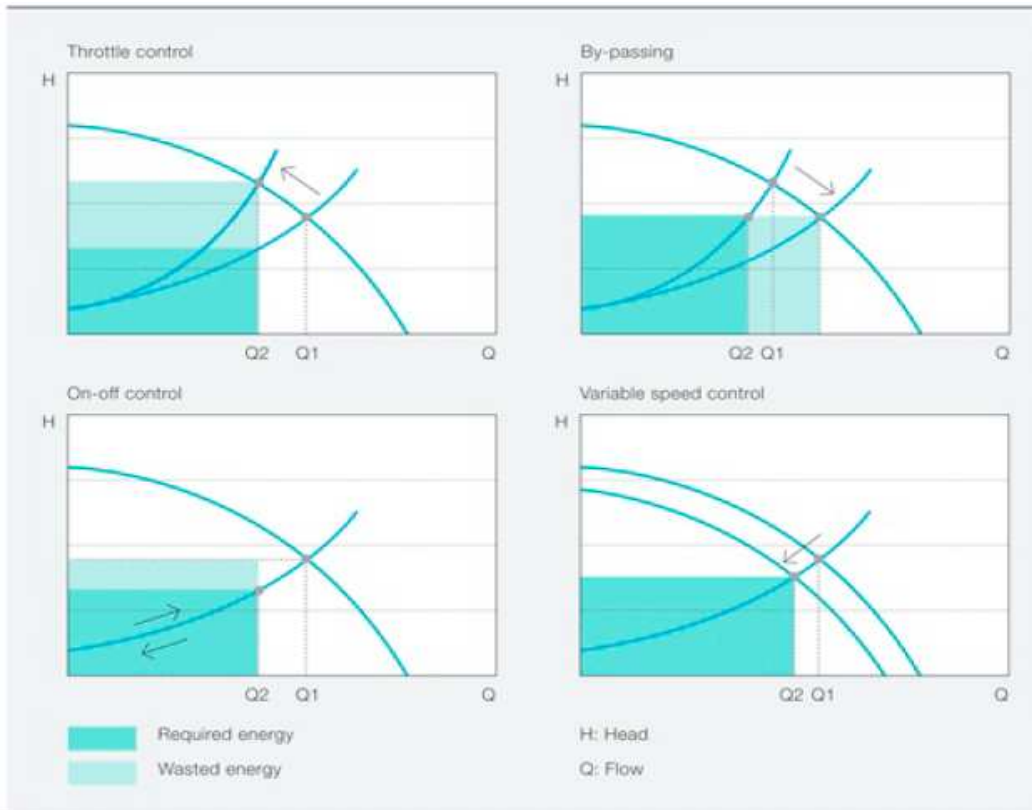 Throttle control
H
Q2 Q1 Q
By-passing
H
Q2 Q1 Q
On-off control
H
Q2 Q1 Q
Variable speed control
H
Q2 Q1 Q
Required energy
Wasted energy
H: Head
Q: Flow